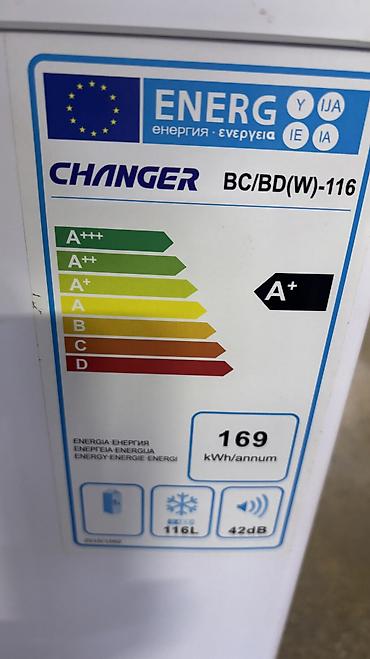 ENERG Y IJA
енергия · ενεργεια IE IA
CHANGER BC/BD(W)-116
A+++
A++
A+
A
B
C
D
A+
169
kWh/annum
ENERGIA·ЕНЕРГИЯ
ΕΝΕΡΓΕΙΑ·ENERGIJA
ENERGY·ENERGIE·ENERGI
116L
42dB